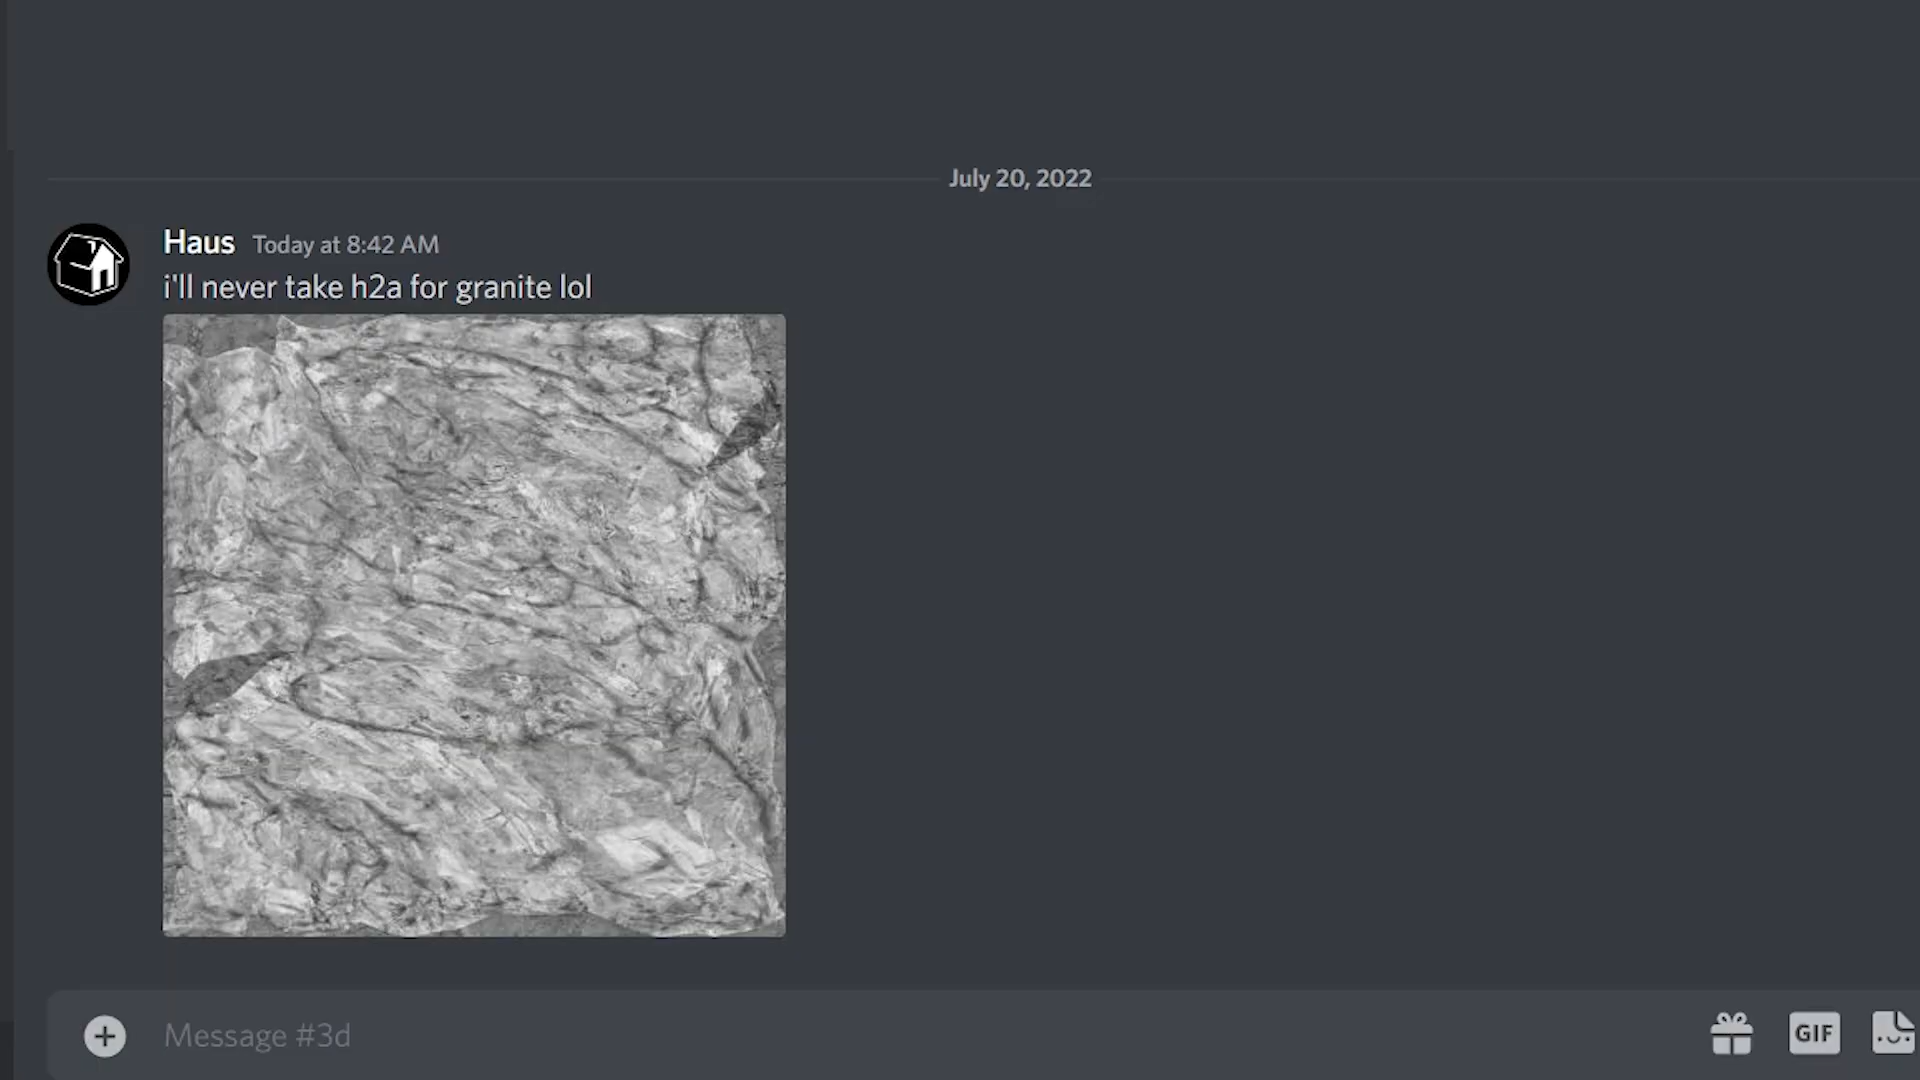 July 20, 2022
Haus Today at 8:42 AM
i'll never take h2a for granite lol
Message #3d
GIF